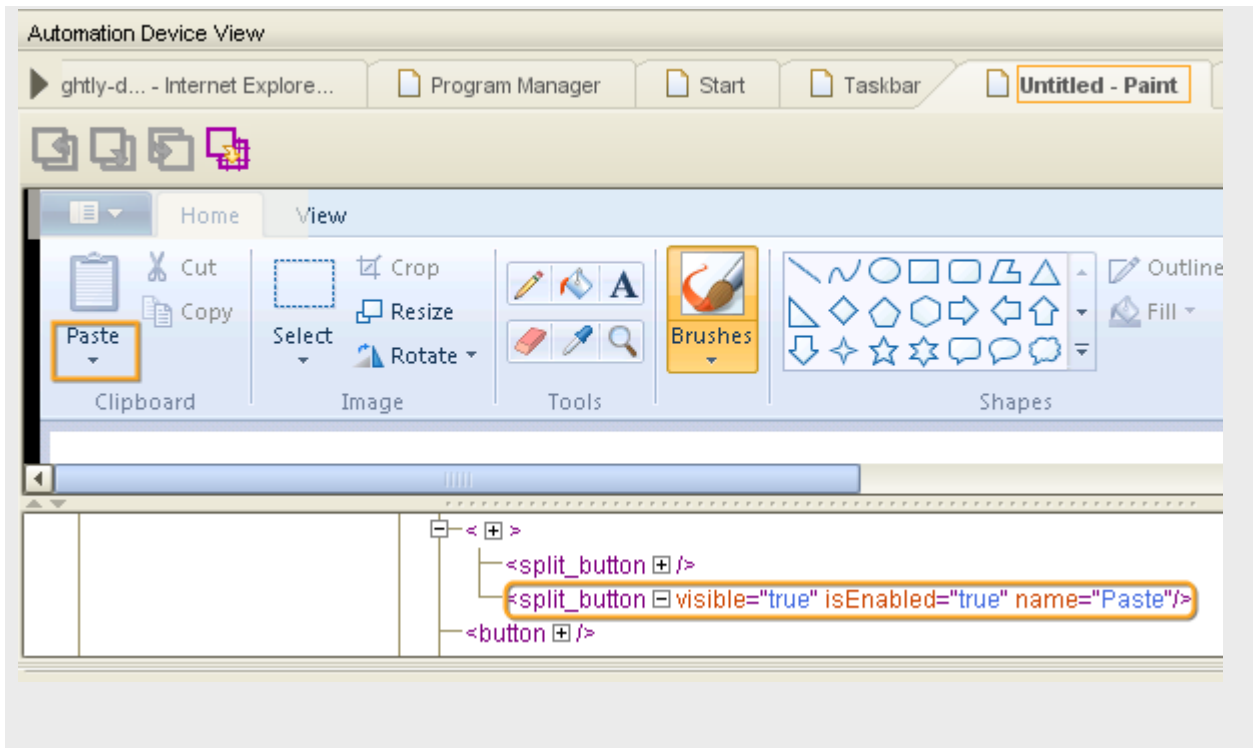 Automation Device View
ghtly-d... - Internet Explore...
Program Manager
Start
Taskbar
Untitled - Paint
Home
View
Paste
Cut
Copy
Clipboard
Select
Crop
Resize
Rotate
Image
A
Tools
Brushes
Outline
Fill
Shapes
< >
<split_button />
<split_button visible="true" isEnabled="true" name="Paste"/>
<button />